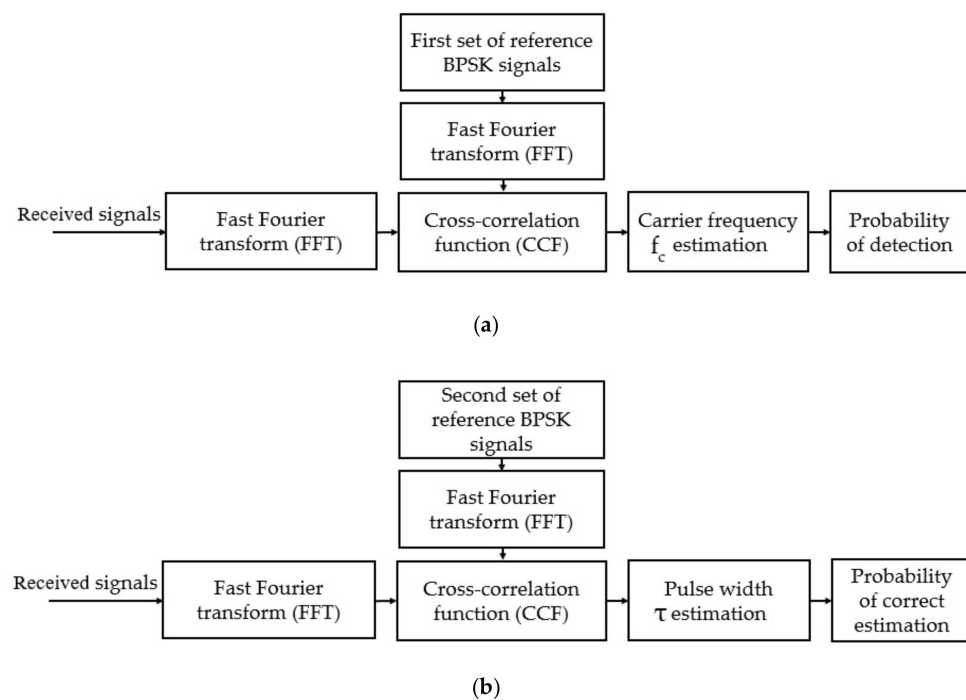 First set of reference
BPSK signals
Fast Fourier
transform (FFT)
Received signals
Fast Fourier
transform (FFT)
Cross-correlation
function (CCF)
Carrier frequency
f_c estimation
Probability
of detection
(a)
Second set of
reference BPSK
signals
Fast Fourier
transform (FFT)
Received signals
Fast Fourier
transform (FFT)
Cross-correlation
function (CCF)
Pulse width
τ estimation
Probability
of correct
estimation
(b)